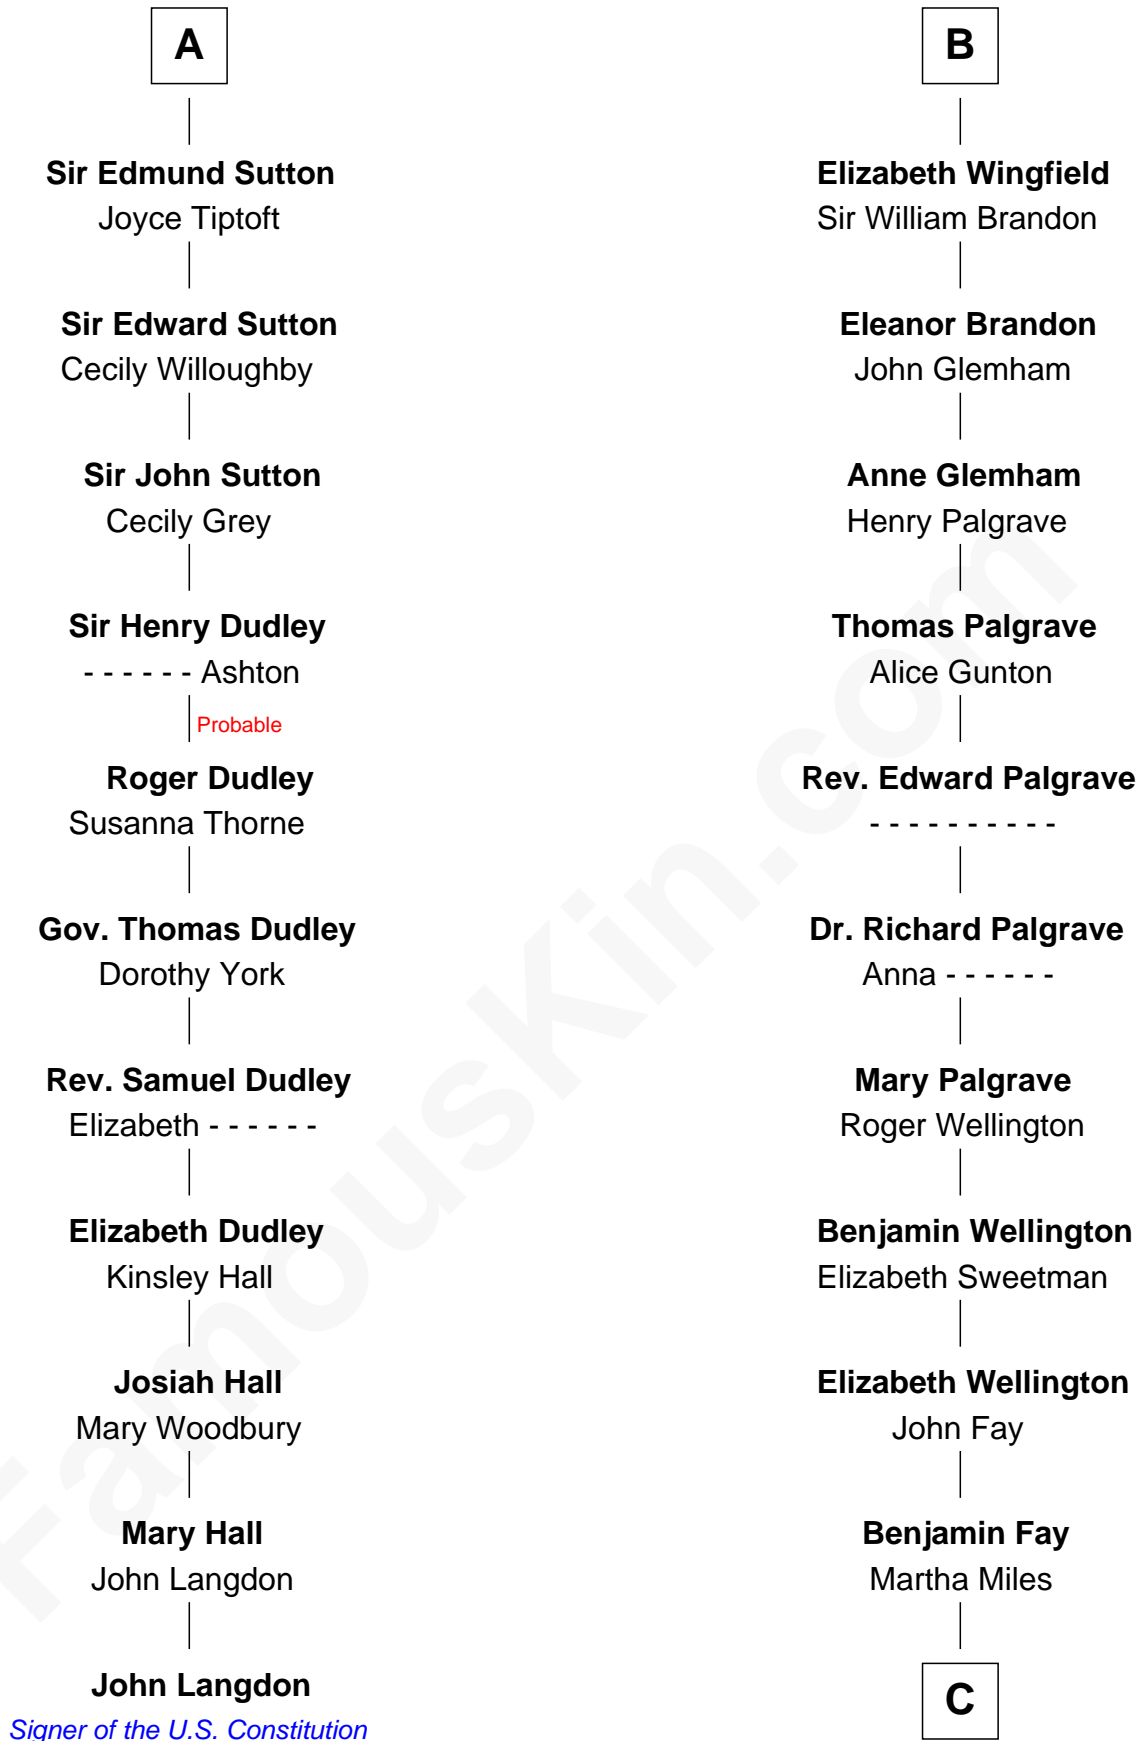 A
Sir Edmund Sutton
Joyce Tiptoft
Sir Edward Sutton
Cecily Willoughby
Sir John Sutton
Cecily Grey
Sir Henry Dudley
- - - - - - Ashton
Probable
Roger Dudley
Susanna Thorne
Gov. Thomas Dudley
Dorothy York
Rev. Samuel Dudley
Elizabeth - - - - - -
Elizabeth Dudley
Kinsley Hall
Josiah Hall
Mary Woodbury
Mary Hall
John Langdon
John Langdon
Signer of the U.S. Constitution
B
Elizabeth Wingfield
Sir William Brandon
Eleanor Brandon
John Glemham
Anne Glemham
Henry Palgrave
Thomas Palgrave
Alice Gunton
Rev. Edward Palgrave
- - - - - - - - - -
Dr. Richard Palgrave
Anna - - - - - -
Mary Palgrave
Roger Wellington
Benjamin Wellington
Elizabeth Sweetman
Elizabeth Wellington
John Fay
Benjamin Fay
Martha Miles
C
FamousKin.com